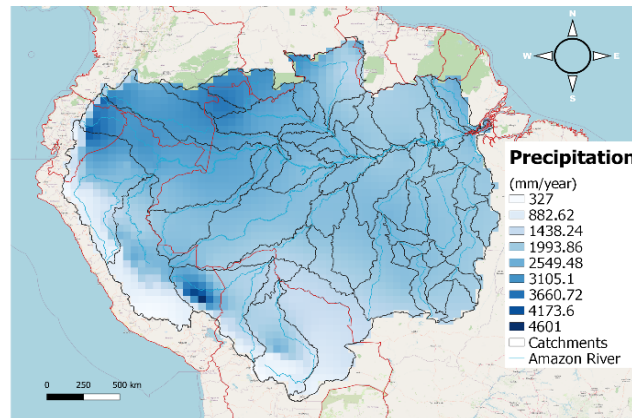 N
W E
S
Precipitation
(mm/year)
327
882.62
1438.24
1993.86
2549.48
3105.1
3660.72
4173.6
4601
Catchments
Amazon River
0 250 500 km